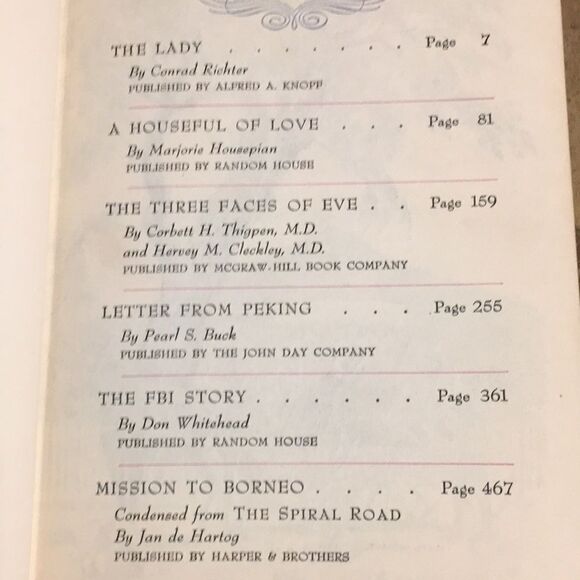 THE LADY . . . . . . . Page 7
By Conrad Richter
PUBLISHED BY ALFRED A. KNOPF
A HOUSEFUL OF LOVE . . . Page 81
By Marjorie Housepian
PUBLISHED BY RANDOM HOUSE
THE THREE FACES OF EVE . . Page 159
By Corbett H. Thigpen, M.D.
and Hervey M. Cleckley, M.D.
PUBLISHED BY MCGRAW-HILL BOOK COMPANY
LETTER FROM PEKING . . . Page 255
By Pearl S. Buck
PUBLISHED BY THE JOHN DAY COMPANY
THE FBI STORY . . . . . . Page 361
By Don Whitehead
PUBLISHED BY RANDOM HOUSE
MISSION TO BORNEO . . . . Page 467
Condensed from THE SPIRAL ROAD
By Jan de Hartog
PUBLISHED BY HARPER & BROTHERS